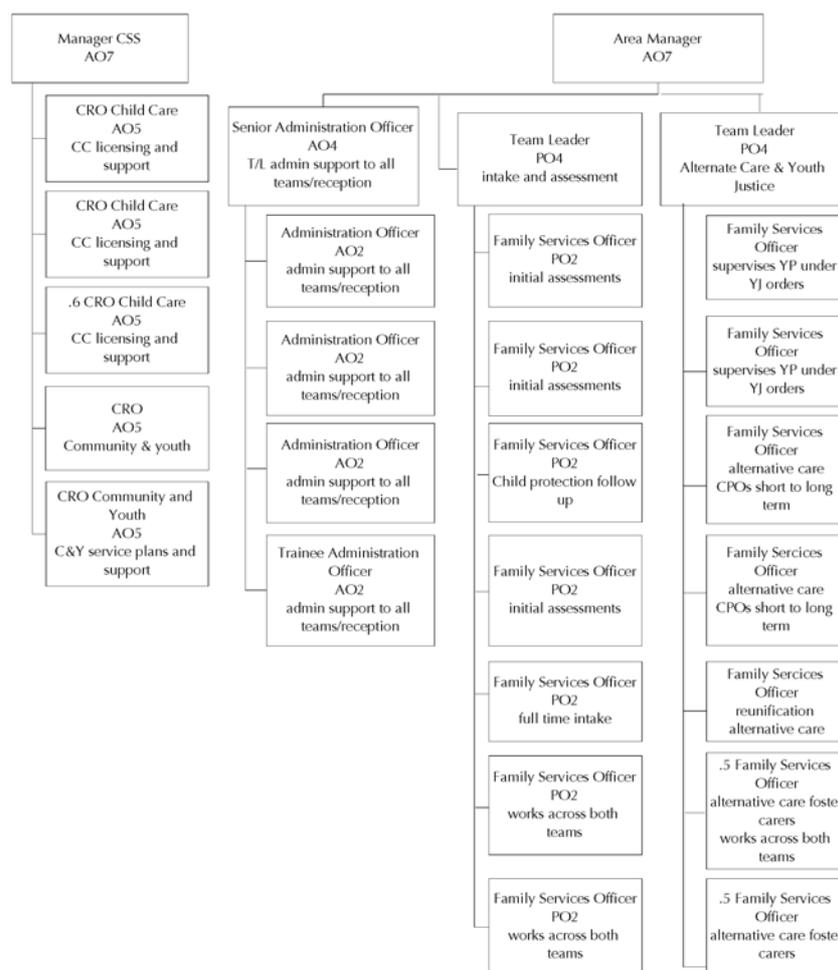 Manager CSS
AO7
CRO Child Care
AO5
CC licensing and
support
CRO Child Care
AO5
CC licensing and
support
.6 CRO Child Care
AO5
CC licensing and
support
CRO
AO5
Community & youth
CRO Community and
Youth
AO5
C&Y service plans and
support
Area Manager
AO7
Senior Administration Officer
AO4
T/L admin support to all
teams/reception
Administration Officer
AO2
admin support to all
teams/reception
Administration Officer
AO2
admin support to all
teams/reception
Administration Officer
AO2
admin support to all
teams/reception
Trainee Administration
Officer
AO2
admin support to all
teams/reception
Team Leader
PO4
intake and assessment
Family Services Officer
PO2
initial assessments
Family Services Officer
PO2
initial assessments
Family Services Officer
PO2
Child protection follow
up
Family Services Officer
PO2
initial assessments
Family Services Officer
PO2
full time intake
Family Services Officer
PO2
works across both
teams
Family Services Officer
PO2
works across both
teams
Team Leader
PO4
Alternate Care & Youth
Justice
Family Services
Officer
supervises YP under
YJ orders
Family Services
Officer
supervises YP under
YJ orders
Family Services
Officer
alternative care
CPOs short to long
term
Family Sercices
Officer
alternative care
CPOs short to long
term
Family Sercices
Officer
reunification
alternative care
.5 Family Services
Officer
alternative care foste
carers
works across both
teams
.5 Family Services
Officer
alternative care foste
carers